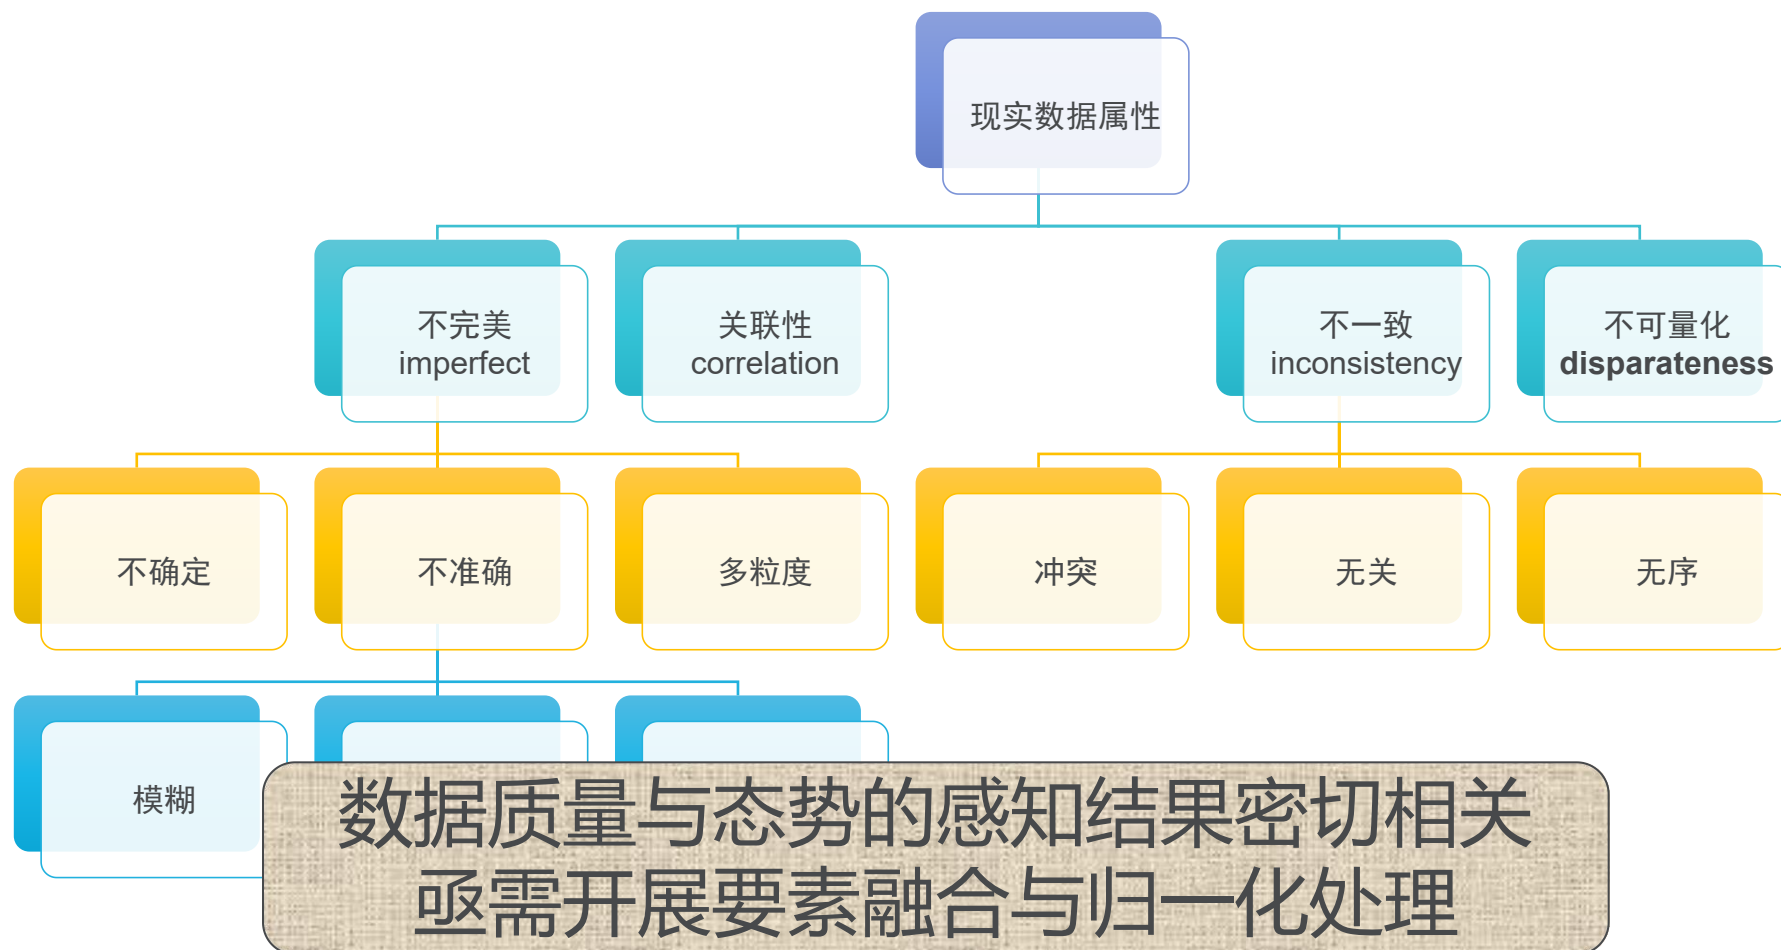 现实数据属性
不完美
imperfect
关联性
correlation
不一致
inconsistency
不可量化
disparateness
不确定
不准确
多粒度
冲突
无关
无序
模糊
数据质量与态势的感知结果密切相关
亟需开展要素融合与归一化处理